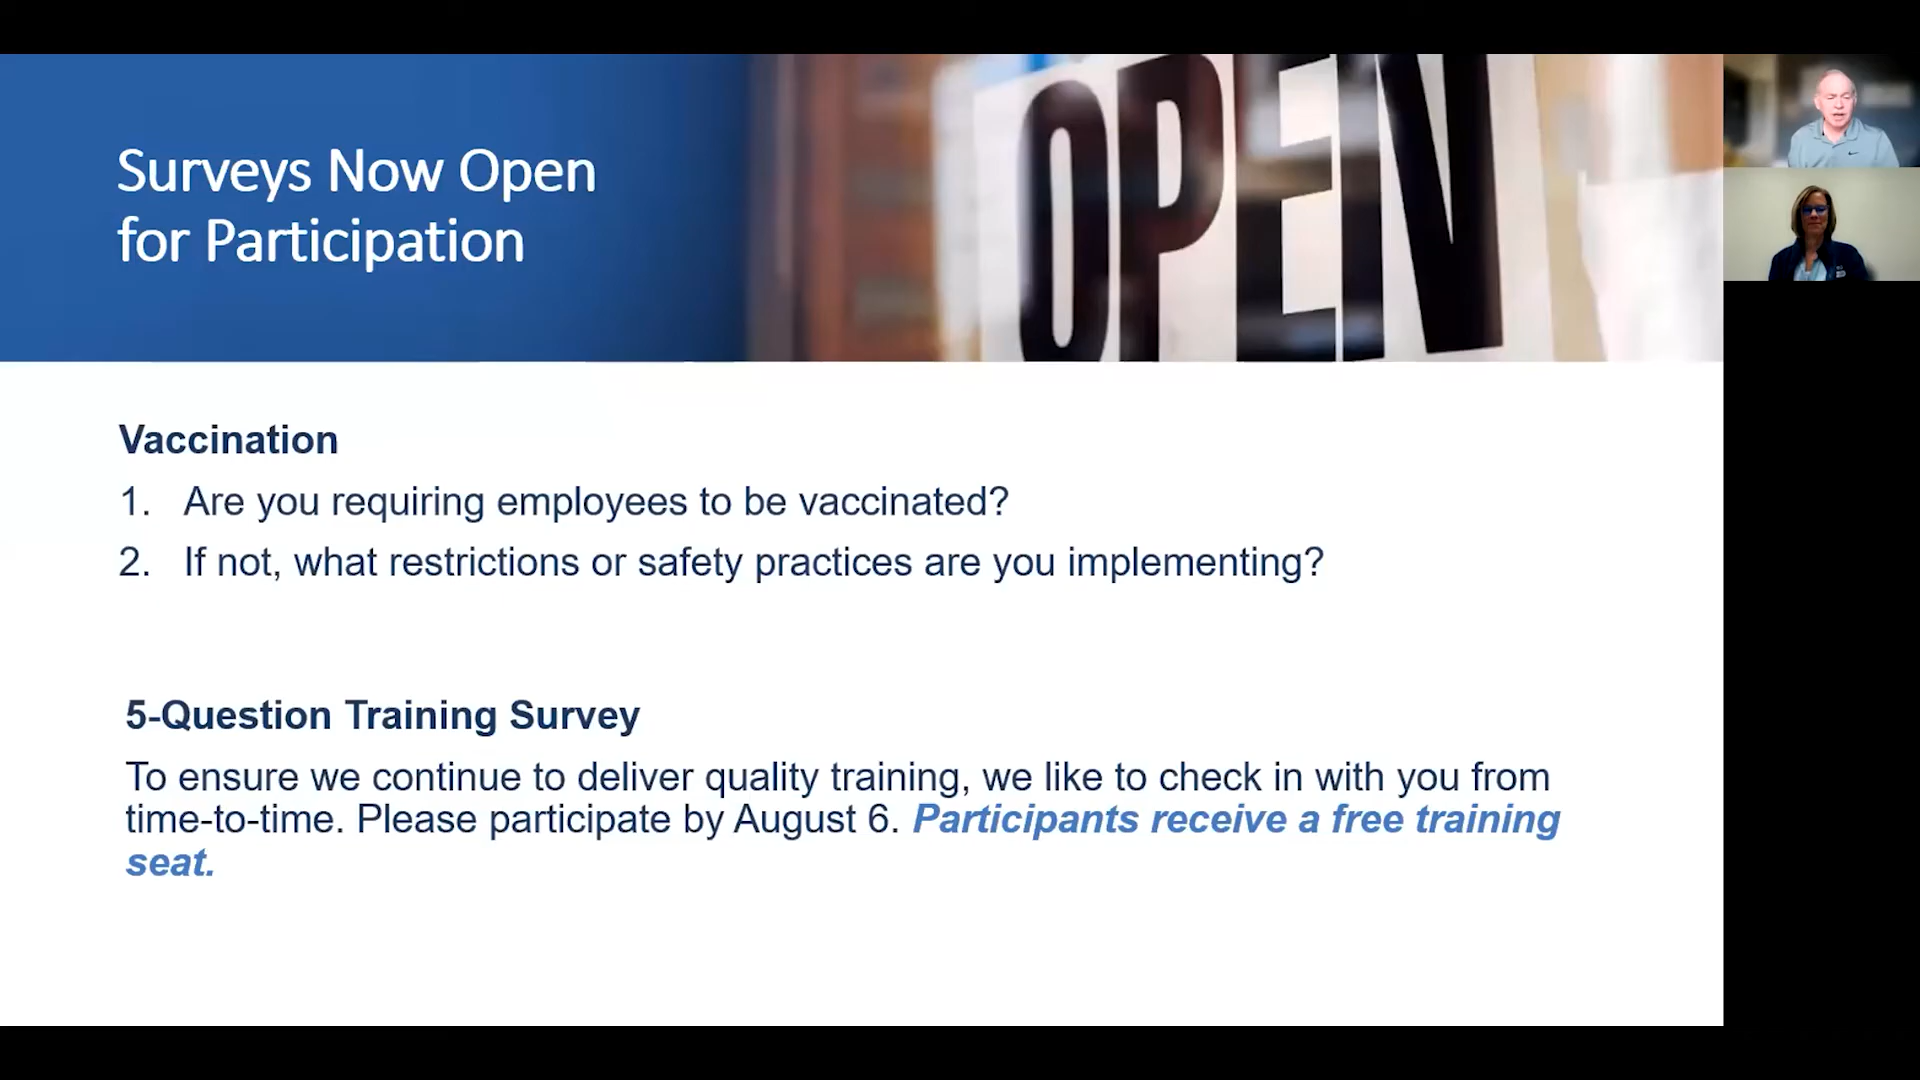 Surveys Now Open
for Participation
OPEN
Vaccination
1. Are you requiring employees to be vaccinated?
2. If not, what restrictions or safety practices are you implementing?
5-Question Training Survey
To ensure we continue to deliver quality training, we like to check in with you from
time-to-time. Please participate by August 6. Participants receive a free training
seat.